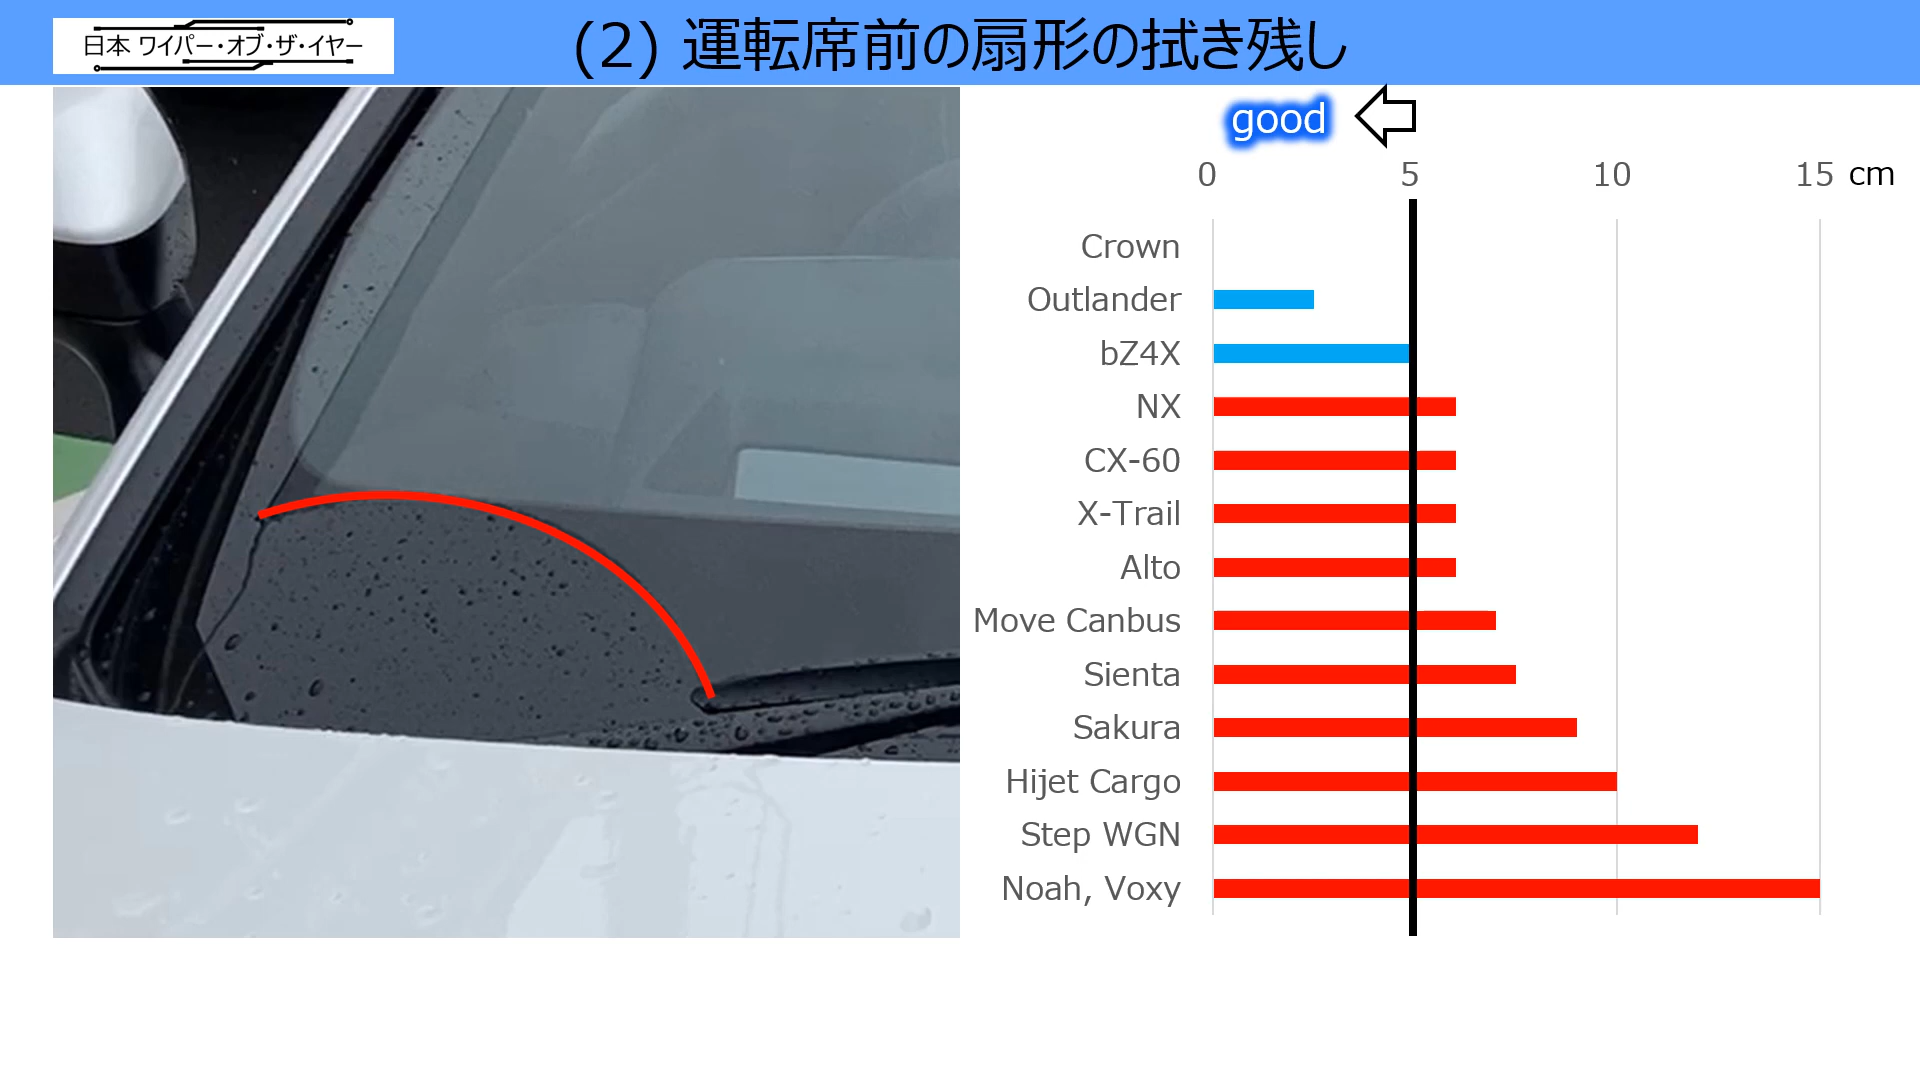 日本 ワイパー・オブ・ザ・イヤー
(2) 運転席前の扇形の拭き残し
good
0 5 10 15 cm
Crown
Outlander
bZ4X
NX
CX-60
X-Trail
Alto
Move Canbus
Sienta
Sakura
Hijet Cargo
Step WGN
Noah, Voxy